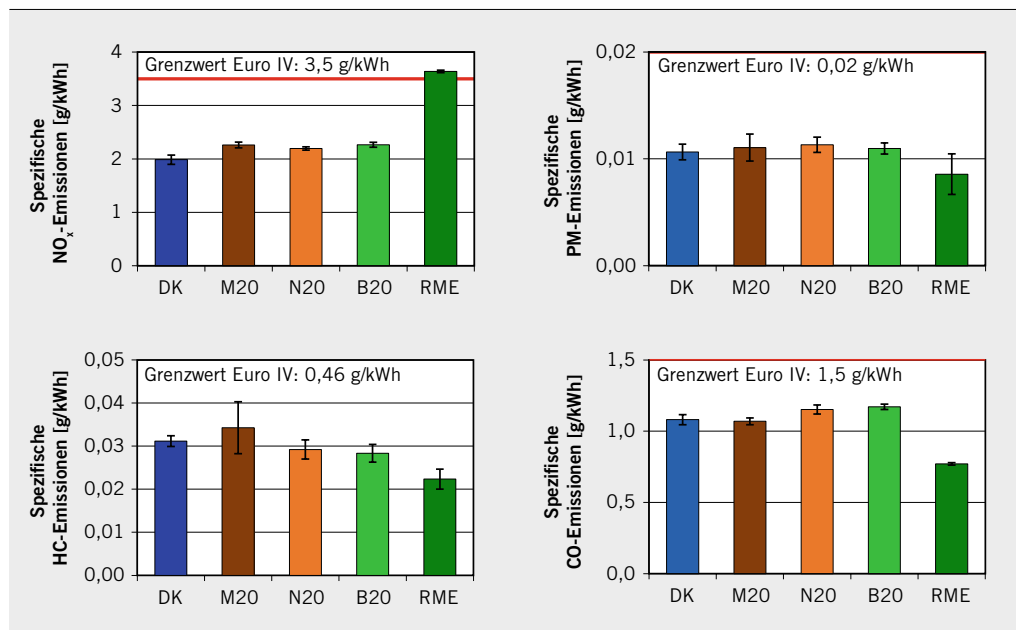 Grenzwert Euro IV: 3,5 g/kWh
Spezifische
NOx-Emissionen [g/kWh]
4
3
2
1
0
DK M20 N20 B20 RME
Grenzwert Euro IV: 0,02 g/kWh
Spezifische
PM-Emissionen [g/kWh]
0,02
0,01
0,00
DK M20 N20 B20 RME
Grenzwert Euro IV: 0,46 g/kWh
Spezifische
HC-Emissionen [g/kWh]
0,05
0,04
0,03
0,02
0,01
0,00
DK M20 N20 B20 RME
Grenzwert Euro IV: 1,5 g/kWh
Spezifische
CO-Emissionen [g/kWh]
1,5
1,0
0,5
0,0
DK M20 N20 B20 RME